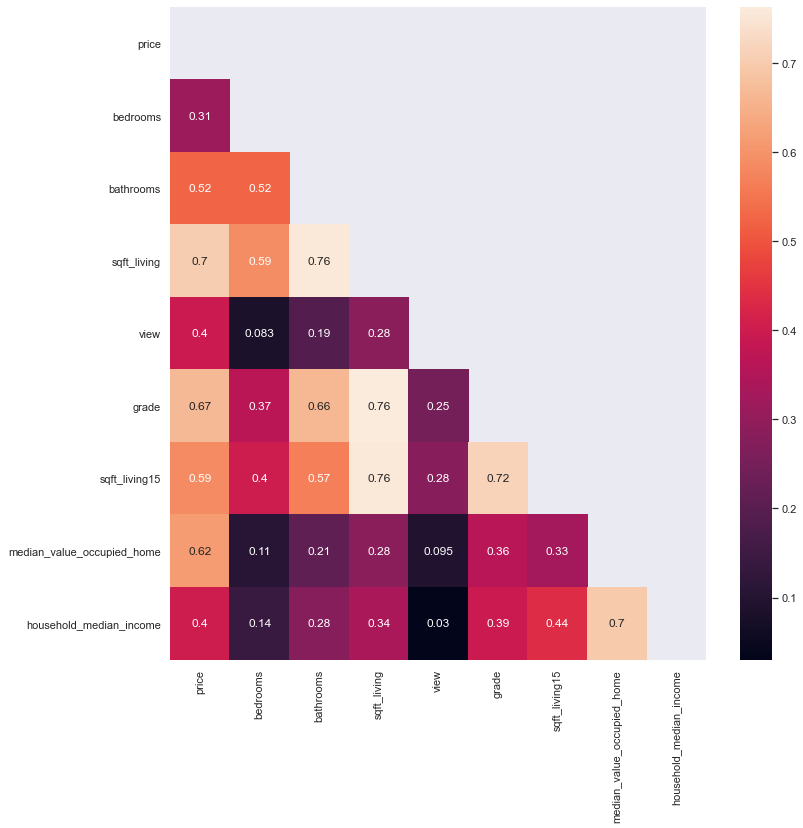 price
bedrooms 0.31
bathrooms 0.52 0.52
sqft_living 0.7 0.59 0.76
view 0.4 0.083 0.19 0.28
grade 0.67 0.37 0.66 0.76 0.25
sqft_living15 0.59 0.4 0.57 0.76 0.28 0.72
median_value_occupied_home 0.62 0.11 0.21 0.28 0.095 0.36 0.33
household_median_income 0.4 0.14 0.28 0.34 0.03 0.39 0.44 0.7
price
bedrooms
bathrooms
sqft_living
view
grade
sqft_living15
median_value_occupied_home
household_median_income
0.7
0.6
0.5
0.4
0.3
0.2
0.1